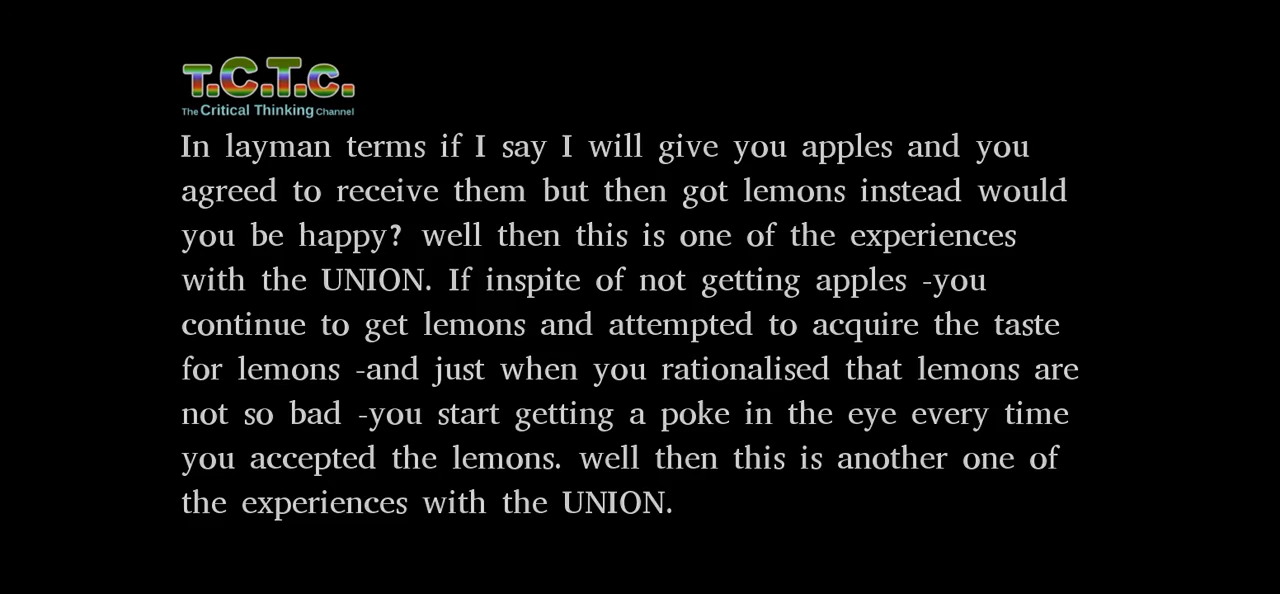 T.C.T.C.
The Critical Thinking Channel
In layman terms if I say I will give you apples and you
agreed to receive them but then got lemons instead would
you be happy? well then this is one of the experiences
with the UNION. If inspite of not getting apples -you
continue to get lemons and attempted to acquire the taste
for lemons -and just when you rationalised that lemons are
not so bad -you start getting a poke in the eye every time
you accepted the lemons. well then this is another one of
the experiences with the UNION.